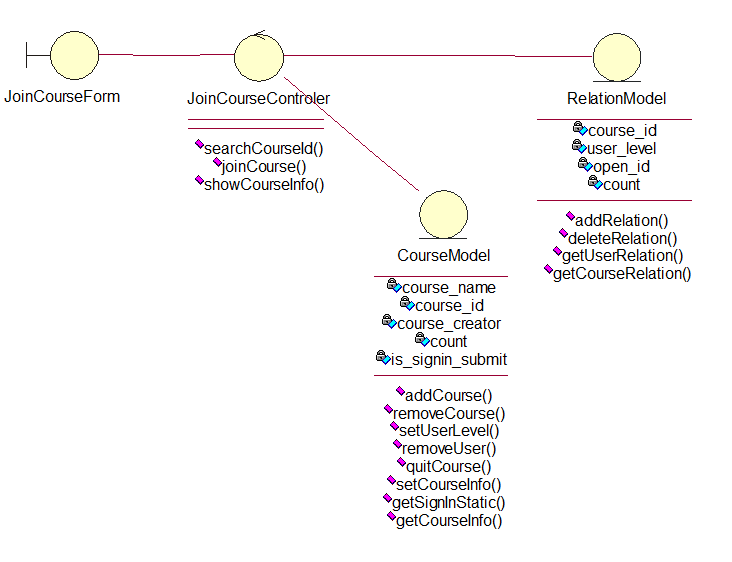 JoinCourseForm
JoinCourseControler
searchCourseId()
joinCourse()
showCourseInfo()
RelationModel
course_id
user_level
open_id
count
addRelation()
deleteRelation()
getUserRelation()
getCourseRelation()
CourseModel
course_name
course_id
course_creator
count
is_signin_submit
addCourse()
removeCourse()
setUserLevel()
removeUser()
quitCourse()
setCourseInfo()
getSignInStatic()
getCourseInfo()